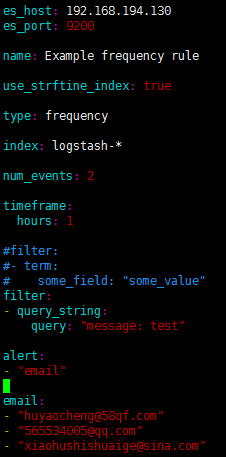 es_host: 192.168.194.130
es_port: 9200
name: Example frequency rule
use_strftine_index: true
type: frequency
index: logstash-*
num_events: 2
timeframe:
  hours: 1
#filter:
#- term:
#    some_field: "some_value"
filter:
- query_string:
    query: "message: test"
alert:
- "email"
email:
- "huyaocheng@58qf.com"
- "565534005@qq.com"
- "xiaohushishuaige@sina.com"